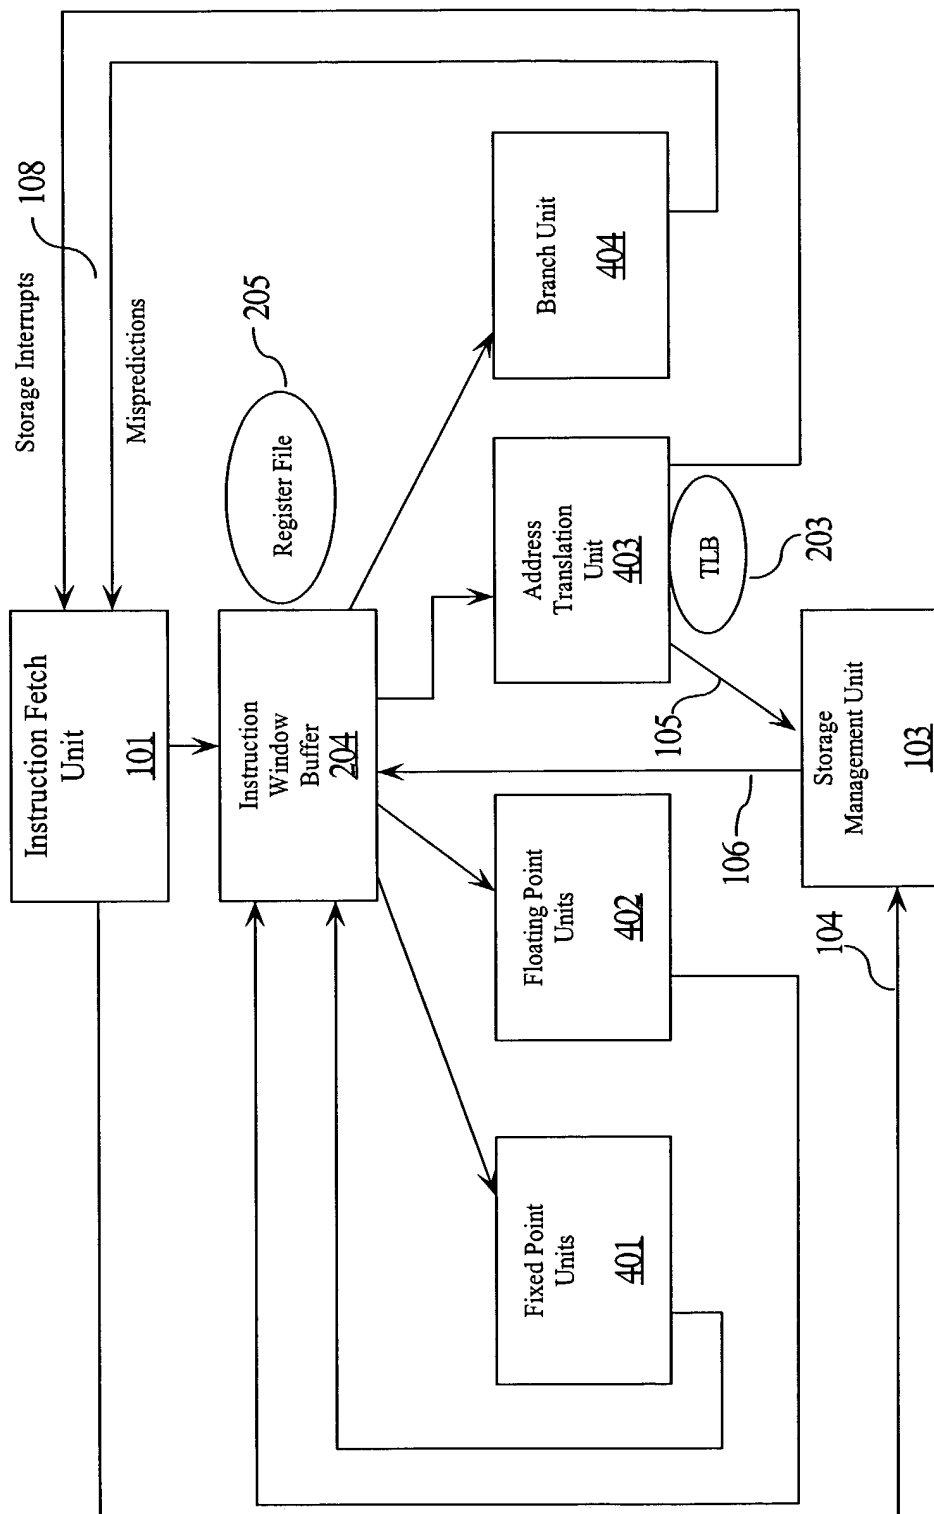 Storage Interrupts
108
Mispredictions
Instruction Fetch
Unit
101
205
Register File
Instruction
Window
Buffer
204
Branch Unit
404
Address
Translation
Unit
403
TLB
203
Floating Point
Units
402
Fixed Point
Units
401
105
106
104
Storage
Management Unit
103